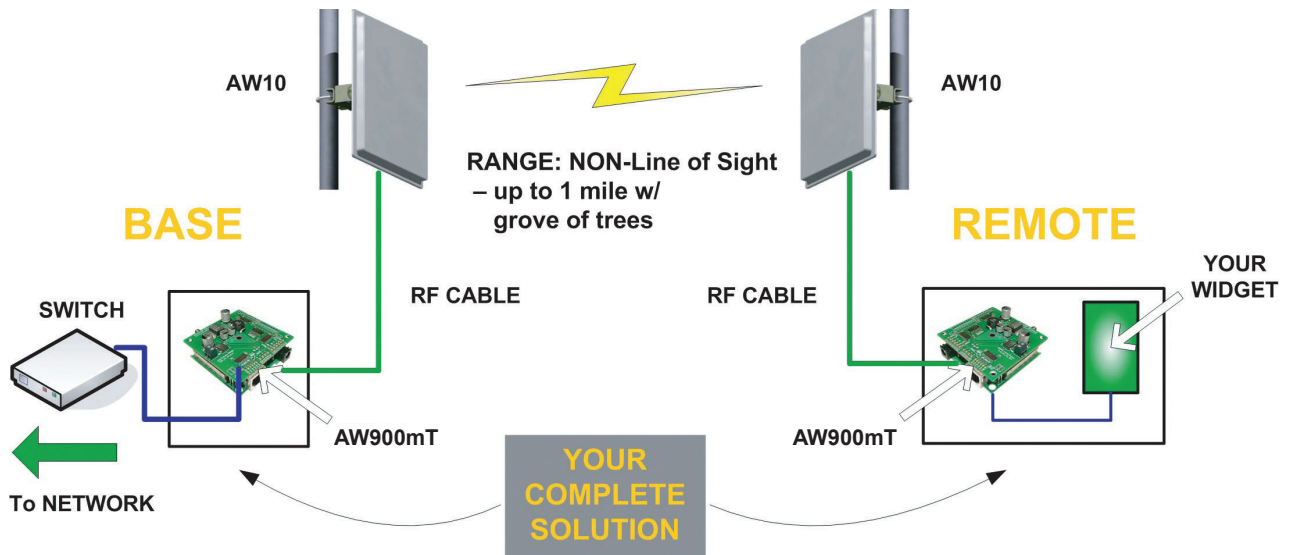 AW10
AW10
RANGE: NON-Line of Sight
– up to 1 mile w/
grove of trees
BASE
REMOTE
SWITCH
RF CABLE
RF CABLE
YOUR
WIDGET
AW900mT
AW900mT
To NETWORK
YOUR
COMPLETE
SOLUTION